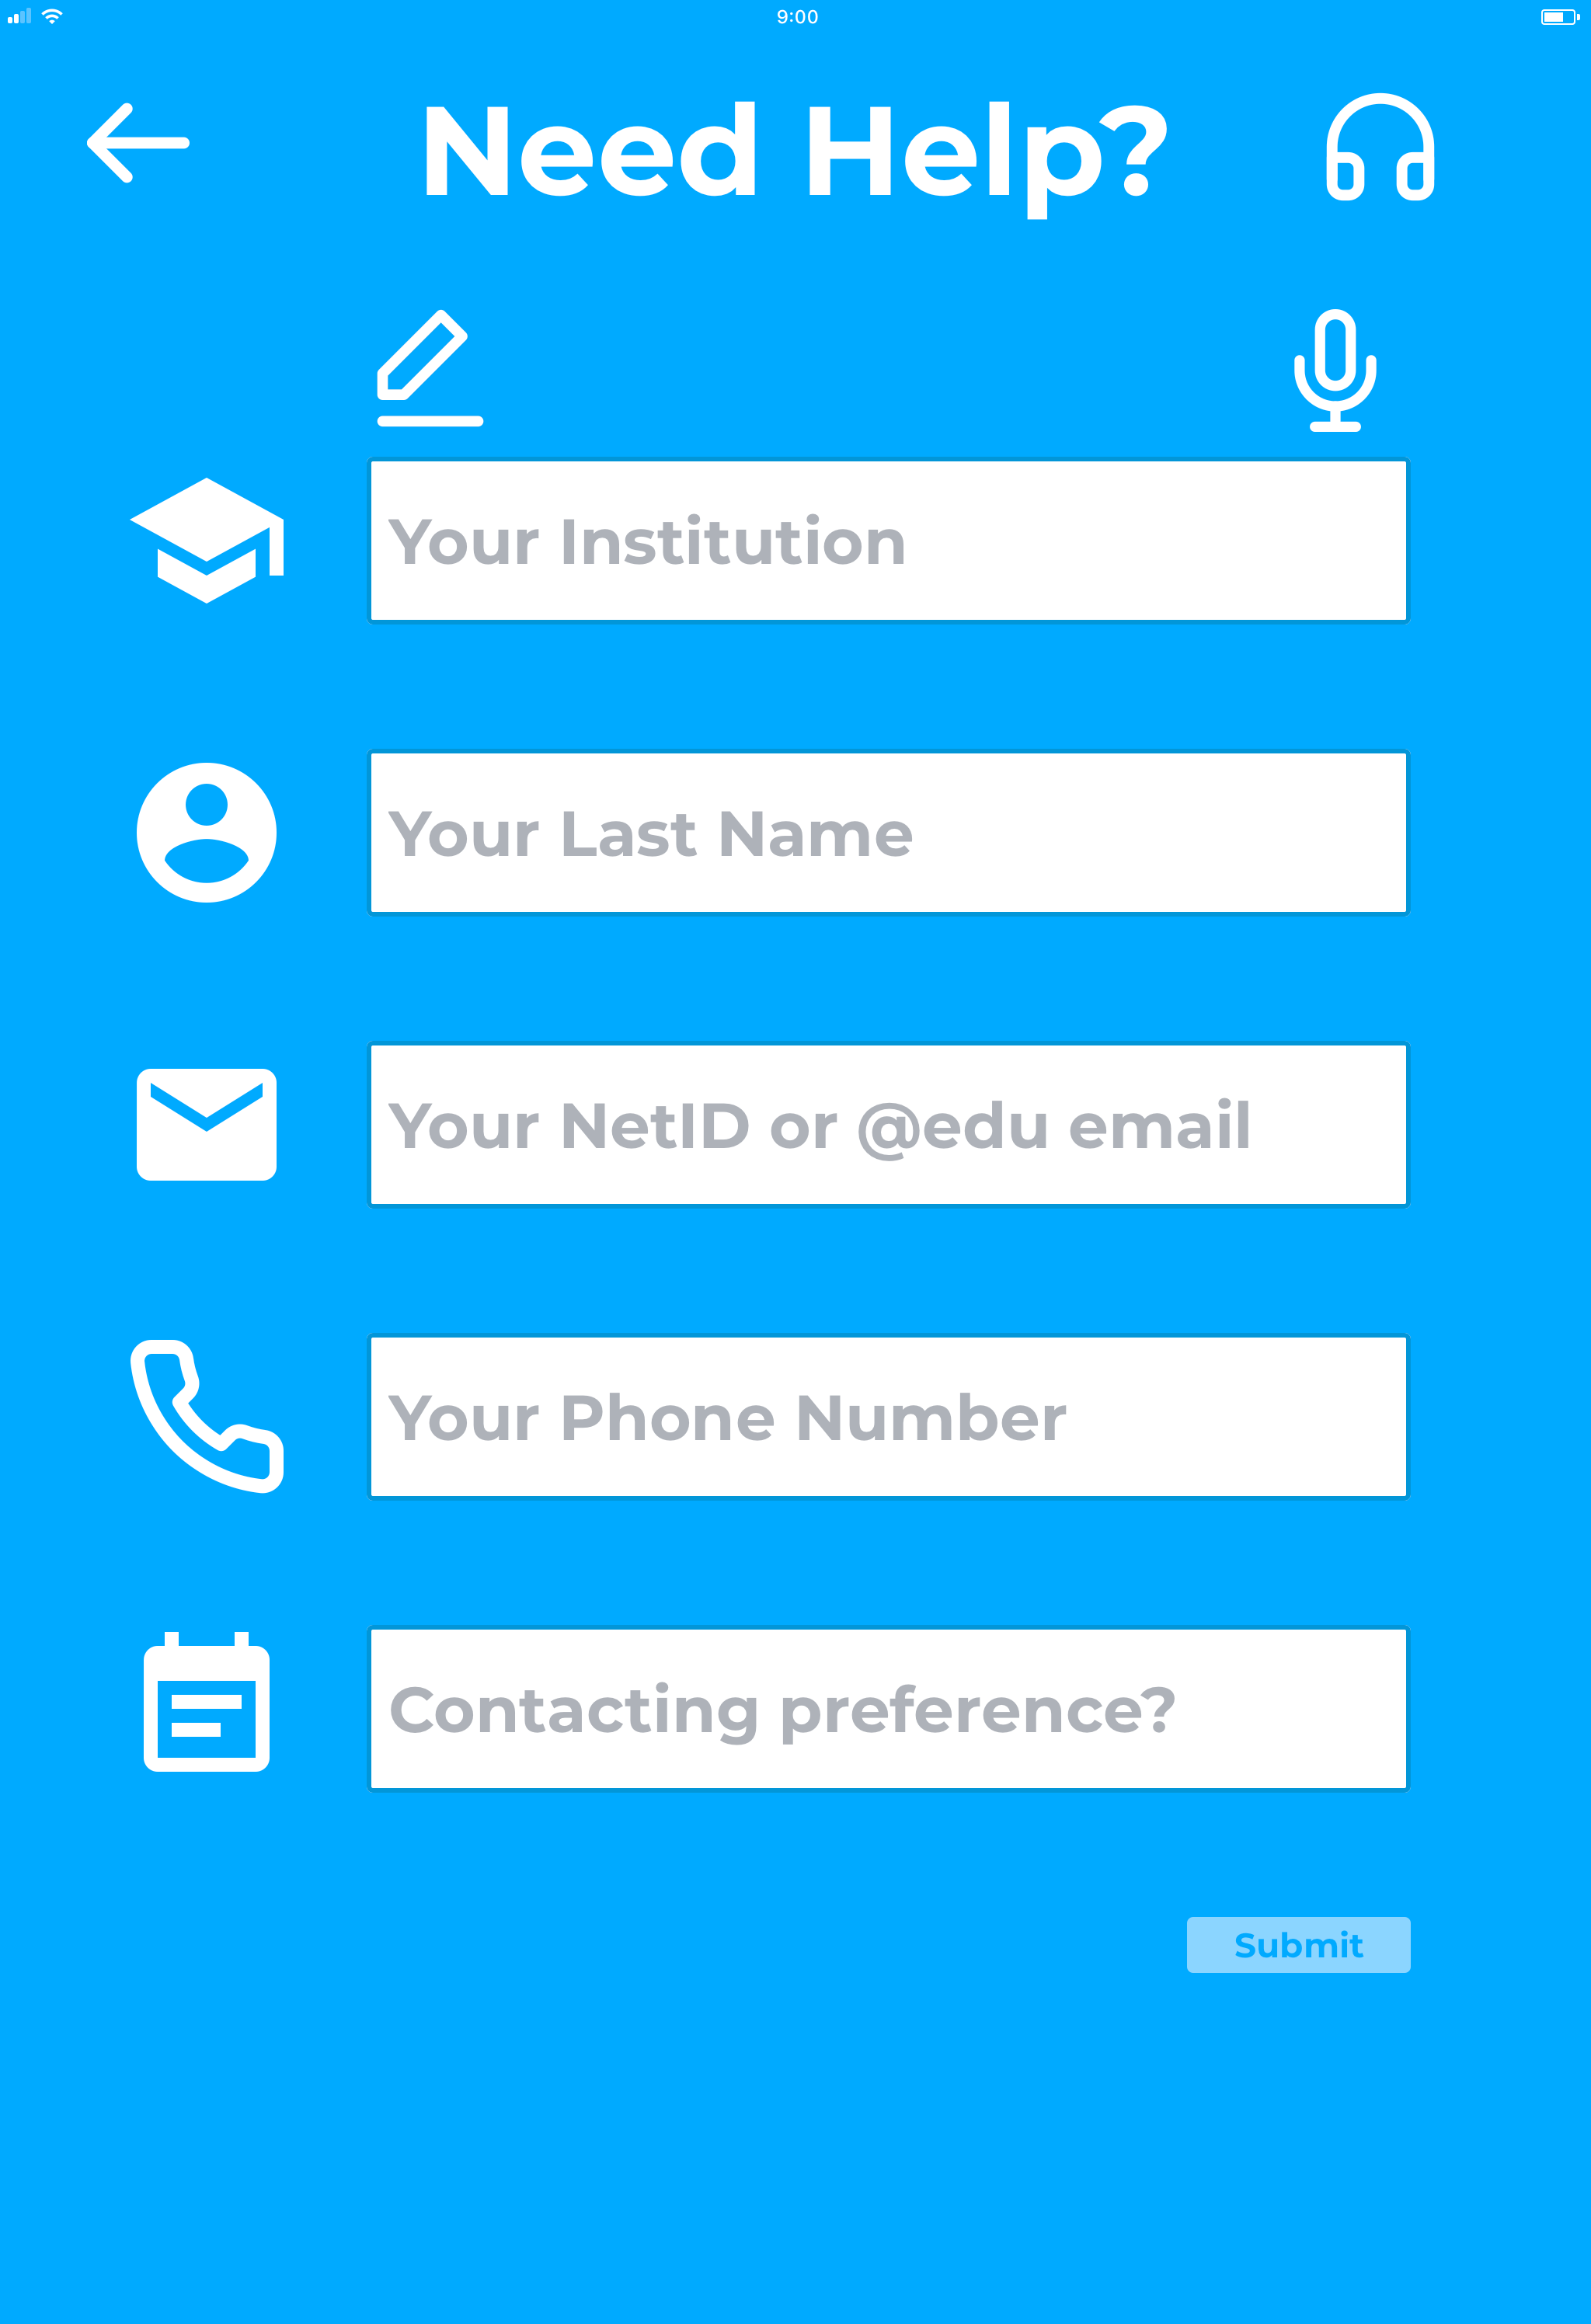 9:00
Need Help?
Your Institution
Your Last Name
Your NetID or @edu email
Your Phone Number
Contacting preference?
Submit